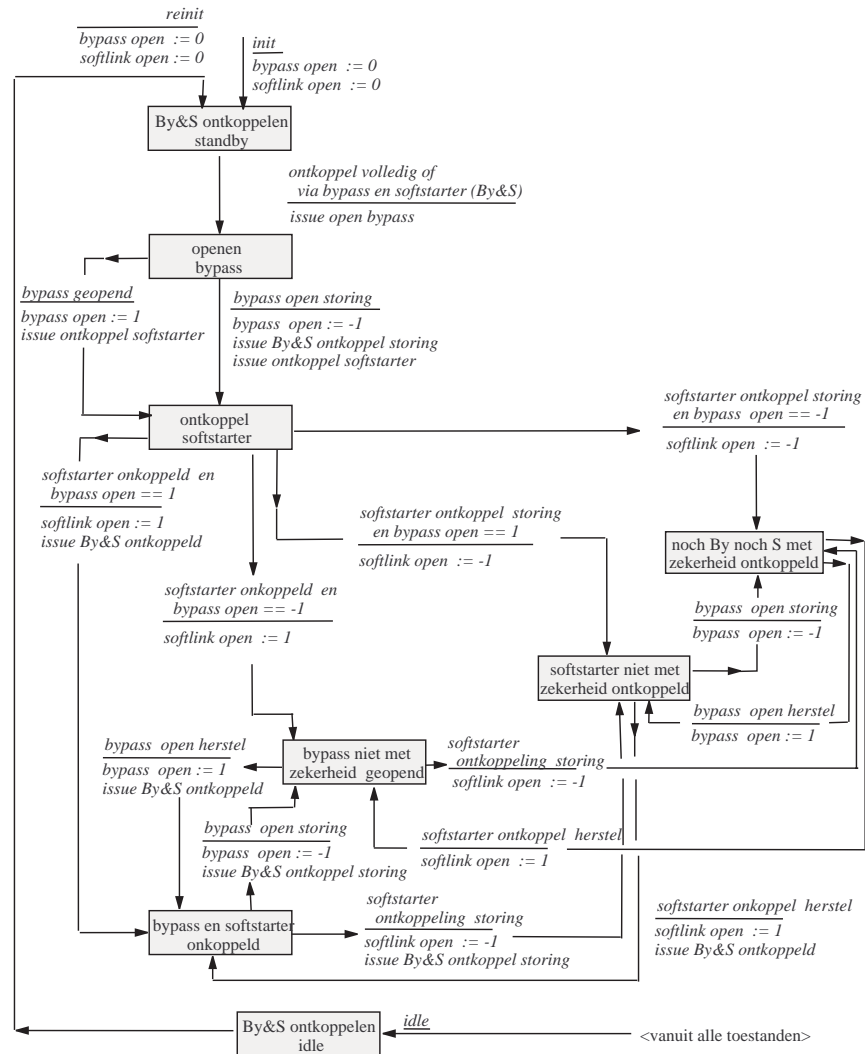 reinit
bypass open := 0
softlink open := 0
init
bypass open := 0
softlink open := 0
By&S ontkoppelen
standby
ontkoppel volledig of
via bypass en softstarter (By&S)
issue open bypass
openen
bypass
bypass geopend
bypass open := 1
issue ontkoppel softstarter
bypass open storing
bypass open := -1
issue By&S ontkoppel storing
issue ontkoppel softstarter
ontkoppel
softstarter
softstarter ontkoppel storing
en bypass open == -1
softlink open := -1
softstarter onkoppeld en
bypass open == 1
softlink open := 1
issue By&S ontkoppeld
softstarter ontkoppel storing
en bypass open == 1
softlink open := -1
noch By noch S met
zekerheid ontkoppeld
softstarter onkoppeld en
bypass open == -1
softlink open := 1
bypass open storing
bypass open := -1
softstarter niet met
zekerheid ontkoppeld
bypass open herstel
bypass open := 1
bypass open herstel
bypass open := 1
issue By&S ontkoppeld
bypass niet met
zekerheid geopend
softstarter
ontkoppeling storing
softlink open := -1
bypass open storing
bypass open := -1
issue By&S ontkoppel storing
softstarter ontkoppel herstel
softlink open := 1
bypass en softstarter
onkoppeld
softstarter
ontkoppeling storing
softlink open := -1
issue By&S ontkoppel storing
softstarter onkoppel herstel
softlink open := 1
issue By&S ontkoppeld
By&S ontkoppelen
idle
idle
<vanuit alle toestanden>